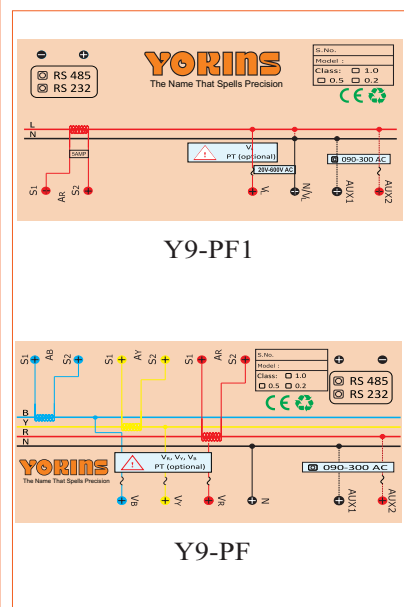 RS 485
RS 232
YORINS
The Name That Spells Precision
S.No.
Model :
Class: 1.0
0.5 0.2
CE
L
N
5AMP
S1
AR
S2
V
PT (optional)
20V-600V AC
090-300 AC
VL
N/VL
AUX1
AUX2
Y9-PF1
S1
AB
S2
S1
AY
S2
S1
AR
S2
S.No.
Model :
Class: 1.0
0.5 0.2
CE
RS 485
RS 232
B
Y
R
N
YORINS
The Name That Spells Precision
PT (optional)
090-300 AC
VB
VY
VR
N
AUX1
AUX2
Y9-PF